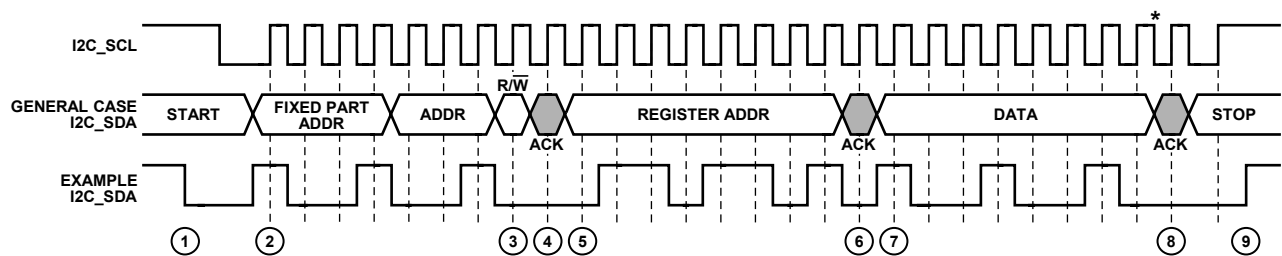 *
I2C_SCL
R/W̅
GENERAL CASE
I2C_SDA
START
FIXED PART
ADDR
ADDR
REGISTER ADDR
DATA
STOP
ACK
ACK
ACK
EXAMPLE
I2C_SDA
1 2 3 4 5 6 7 8 9